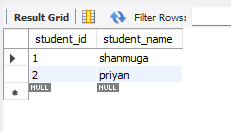 Result Grid Filter Rows:
student_id student_name
1 shanmuga
2 priyan
NULL NULL